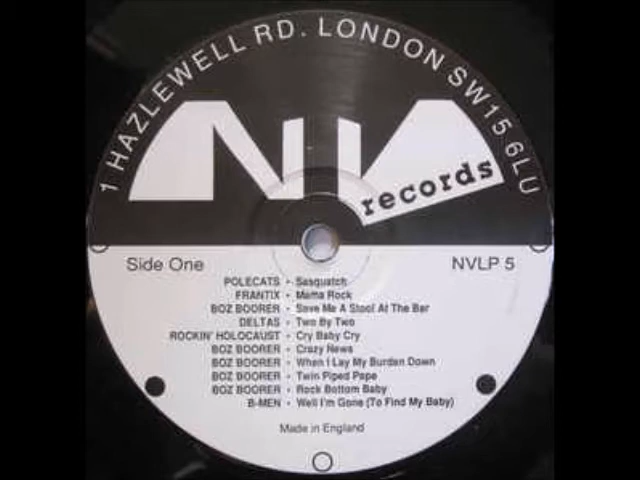 1 HAZLEWELL RD. LONDON SW15 6LU
NV
records
Side One
NVLP 5
POLECATS - Sasquatch
FRANTIX - Mama Rock
BOZ BOORER - Save Me A Stool At The Bar
DELTAS - Two By Two
ROCKIN' HOLOCAUST - Cry Baby Cry
BOZ BOORER - Crazy News
BOZ BOORER - When I Lay My Burden Down
BOZ BOORER - Twin Piped Pape
BOZ BOORER - Rock Bottom Baby
B-MEN - Well I'm Gone (To Find My Baby)
Made in England